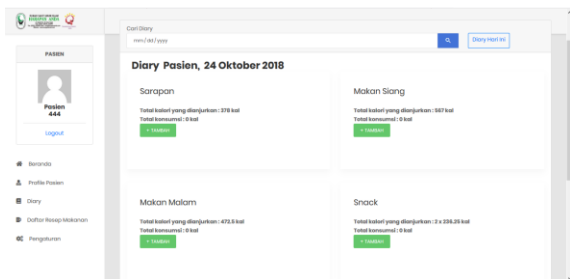 PASIEN
Pasien
444
Logout
Beranda
Profile Pasien
Diary
Daftar Resep Makanan
Pengaturan
Cari Diary
mm/dd/yyyy
Diary Hari Ini
Diary Pasien, 24 Oktober 2018
Sarapan
Total kalori yang dianjurkan : 378 kal
Total konsumsi : 0 kal
+ TAMBAH
Makan Siang
Total kalori yang dianjurkan : 567 kal
Total konsumsi : 0 kal
+ TAMBAH
Makan Malam
Total kalori yang dianjurkan : 472.5 kal
Total konsumsi : 0 kal
+ TAMBAH
Snack
Total kalori yang dianjurkan : 2 x 236.25 kal
Total konsumsi : 0 kal
+ TAMBAH